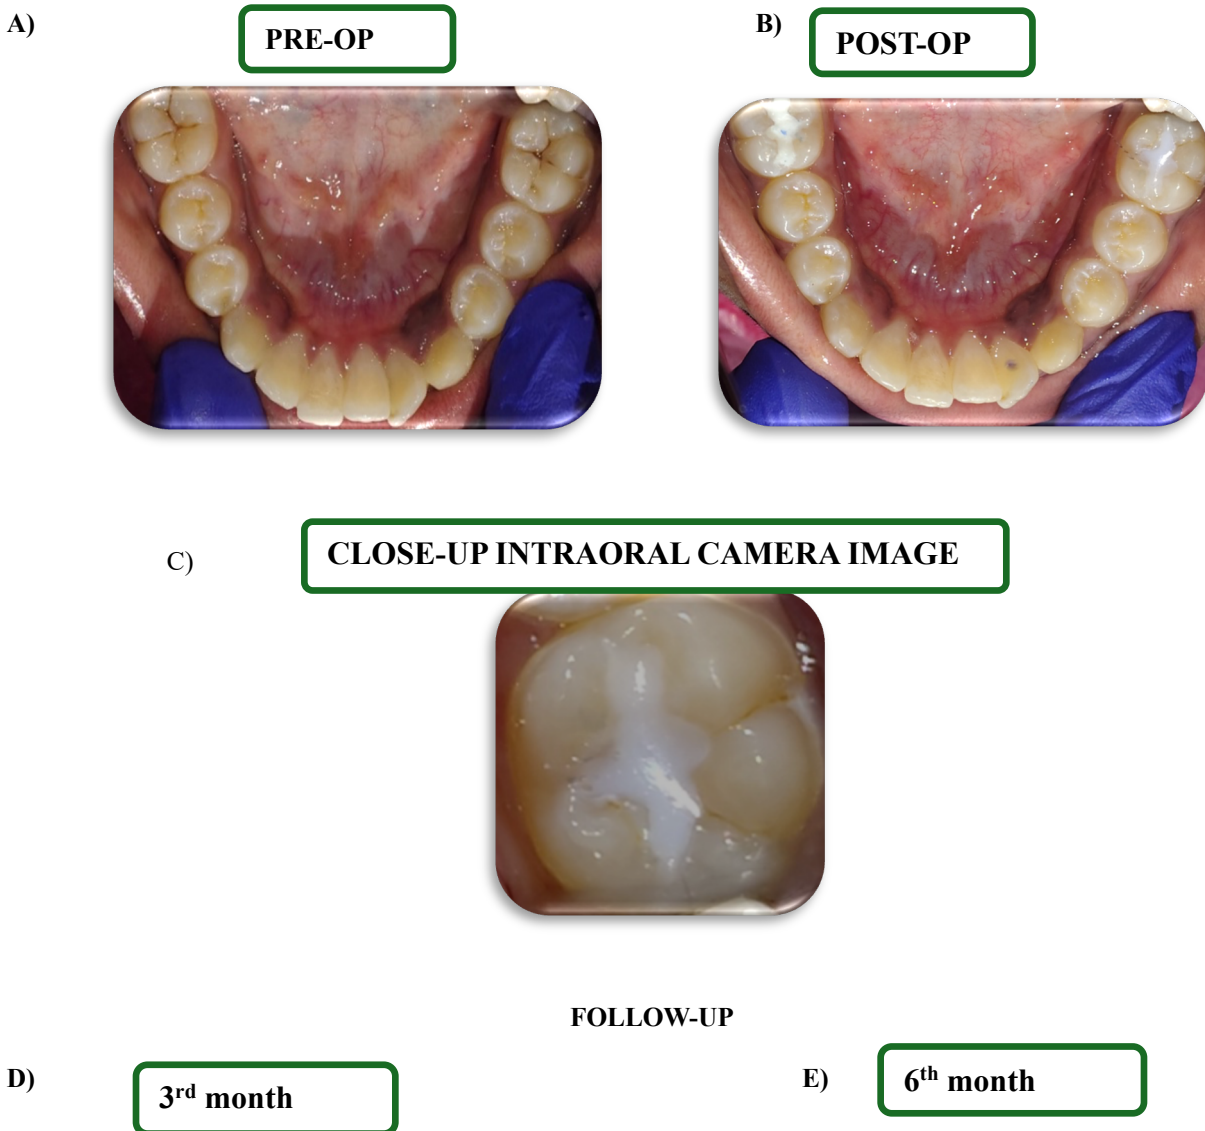 A)
PRE-OP
B)
POST-OP
C)
CLOSE-UP INTRAORAL CAMERA IMAGE
FOLLOW-UP
D)
3rd month
E)
6th month